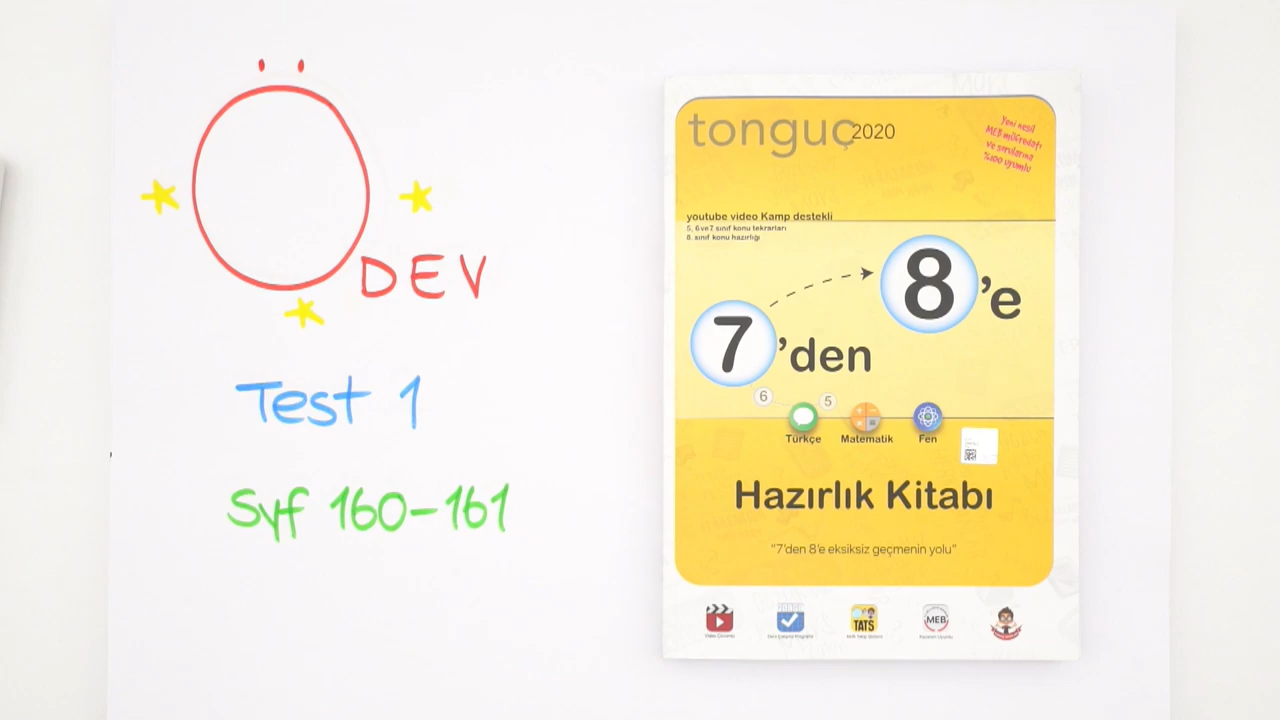 ÖDEV
Test 1
Syf 160-161
tonguç 2020
Yeni nesil
MEB müfredatı
ve sorularına
%100 uyumlu
youtube video Kamp destekli
5, 6 ve 7 sınıf konu tekrarları
8. sınıf konu hazırlığı
7'den 8'e
6 5
Türkçe Matematik Fen
Hazırlık Kitabı
"7'den 8'e eksiksiz geçmenin yolu"
TATS MEB